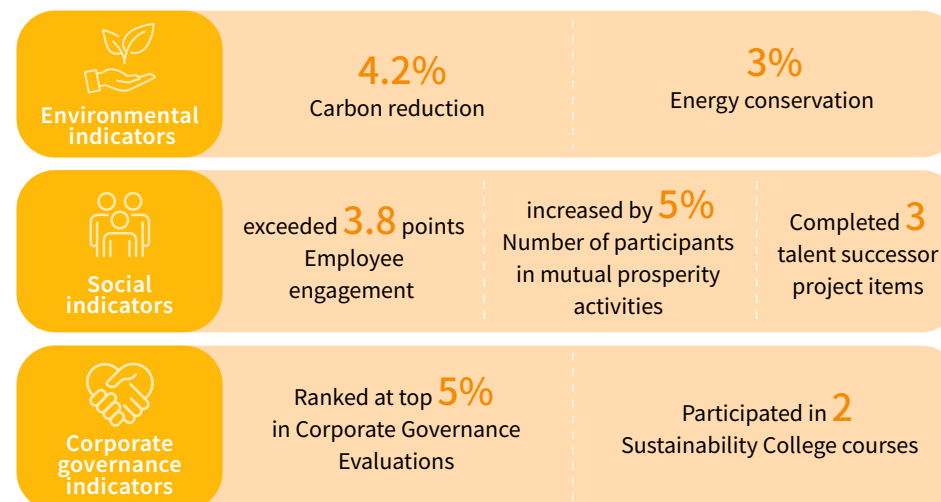 Environmental
indicators
4.2%
Carbon reduction
3%
Energy conservation
Social
indicators
exceeded 3.8 points
Employee
engagement
increased by 5%
Number of participants
in mutual prosperity
activities
Completed 3
talent successor
project items
Corporate
governance
indicators
Ranked at top 5%
in Corporate Governance
Evaluations
Participated in 2
Sustainability College courses